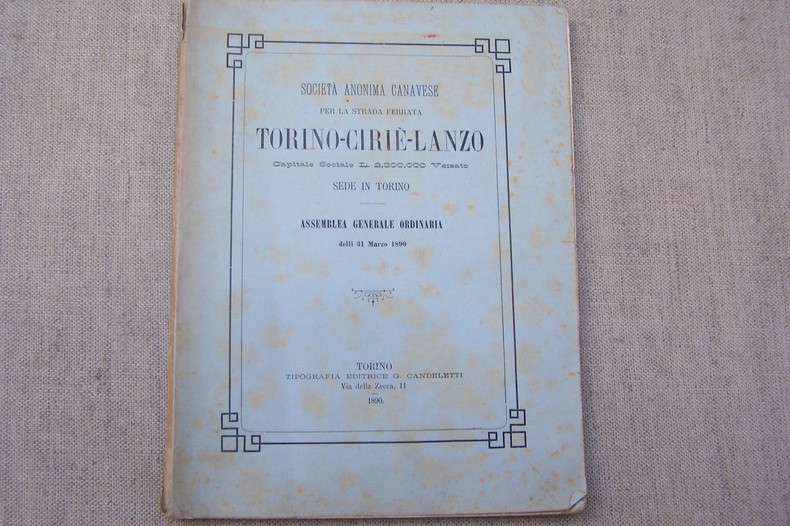 SOCIETÀ ANONIMA CANAVESE
PER LA STRADA FERRATA
TORINO-CIRIÈ-LANZO
Capitale Sociale L. 2,300,000 Versato
SEDE IN TORINO
ASSEMBLEA GENERALE ORDINARIA
delli 31 Marzo 1890
TORINO
TIPOGRAFIA EDITRICE G. CANDELETTI
Via della Zecca, 11
1890.